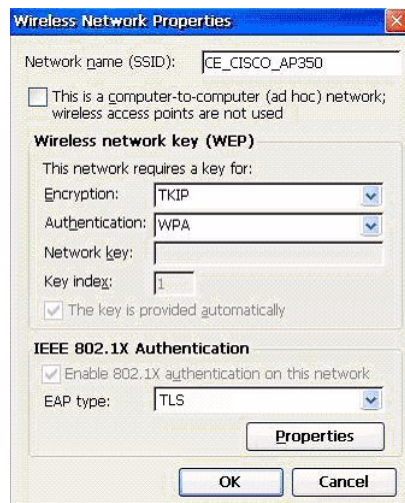 Wireless Network Properties
Network name (SSID): CE_CISCO_AP350
This is a computer-to-computer (ad hoc) network;
wireless access points are not used
Wireless network key (WEP)
This network requires a key for:
Encryption: TKIP
Authentication: WPA
Network key:
Key index: 1
The key is provided automatically
IEEE 802.1X Authentication
Enable 802.1X authentication on this network
EAP type: TLS
Properties
OK Cancel